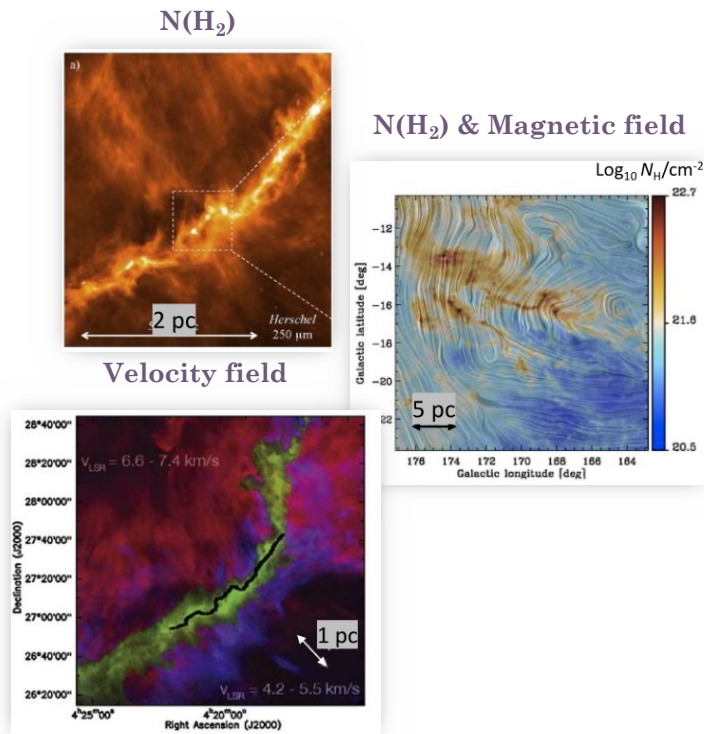 N(H₂)
a)
2 pc
Herschel
250 μm
N(H₂) & Magnetic field
Log₁₀ N_H/cm⁻²
22.7
21.6
20.5
-12
-14
-16
-18
-20
-22
Galactic latitude [deg]
5 pc
176 174 172 170 168 166 164
Galactic longitude [deg]
Velocity field
28°40'00"
28°20'00"
28°00'00"
27°40'00"
27°20'00"
27°00'00"
26°40'00"
26°20'00"
Declination (J2000)
v_LSR = 6.6 - 7.4 km/s
1 pc
v_LSR = 4.2 - 5.5 km/s
4ʰ25ᵐ00ˢ 4ʰ20ᵐ00ˢ
Right Ascension (J2000)